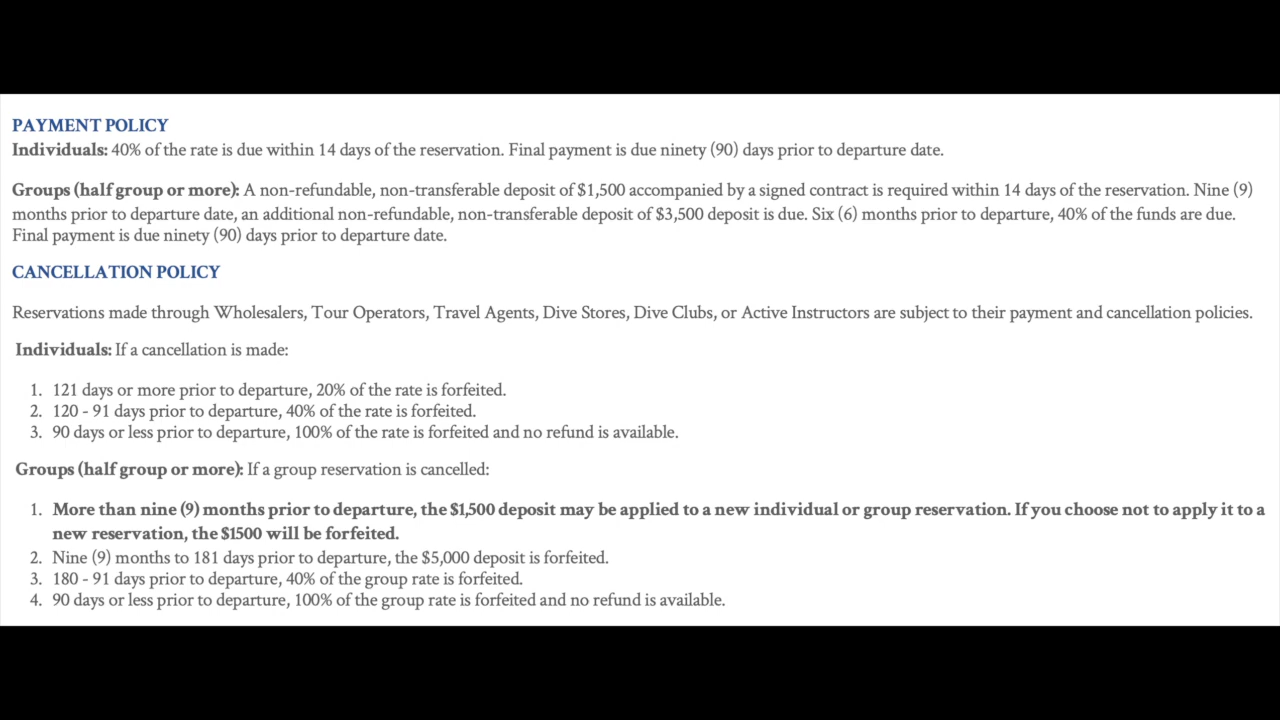 PAYMENT POLICY
Individuals: 40% of the rate is due within 14 days of the reservation. Final payment is due ninety (90) days prior to departure date.
Groups (half group or more): A non-refundable, non-transferable deposit of $1,500 accompanied by a signed contract is required within 14 days of the reservation. Nine (9)
months prior to departure date, an additional non-refundable, non-transferable deposit of $3,500 deposit is due. Six (6) months prior to departure, 40% of the funds are due.
Final payment is due ninety (90) days prior to departure date.
CANCELLATION POLICY
Reservations made through Wholesalers, Tour Operators, Travel Agents, Dive Stores, Dive Clubs, or Active Instructors are subject to their payment and cancellation policies.
Individuals: If a cancellation is made:
1. 121 days or more prior to departure, 20% of the rate is forfeited.
2. 120 - 91 days prior to departure, 40% of the rate is forfeited.
3. 90 days or less prior to departure, 100% of the rate is forfeited and no refund is available.
Groups (half group or more): If a group reservation is cancelled:
1. More than nine (9) months prior to departure, the $1,500 deposit may be applied to a new individual or group reservation. If you choose not to apply it to a
new reservation, the $1500 will be forfeited.
2. Nine (9) months to 181 days prior to departure, the $5,000 deposit is forfeited.
3. 180 - 91 days prior to departure, 40% of the group rate is forfeited.
4. 90 days or less prior to departure, 100% of the group rate is forfeited and no refund is available.